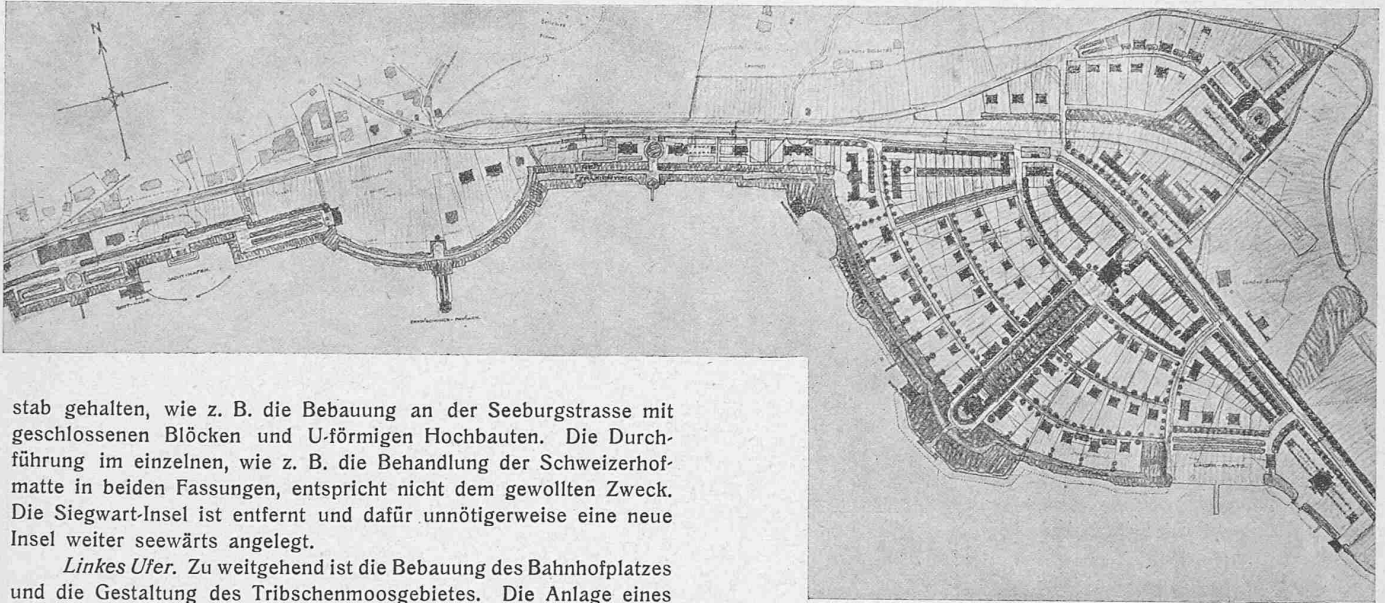 N
stab gehalten, wie z. B. die Bebauung an der Seeburgstrasse mit
geschlossenen Blöcken und U-förmigen Hochbauten. Die Durch-
führung im einzelnen, wie z. B. die Behandlung der Schweizerhof-
matte in beiden Fassungen, entspricht nicht dem gewollten Zweck.
Die Siegwart-Insel ist entfernt und dafür unnötigerweise eine neue
Insel weiter seewärts angelegt.
Linkes Ufer. Zu weitgehend ist die Bebauung des Bahnhofplatzes
und die Gestaltung des Tribschenmoosgebietes. Die Anlage eines